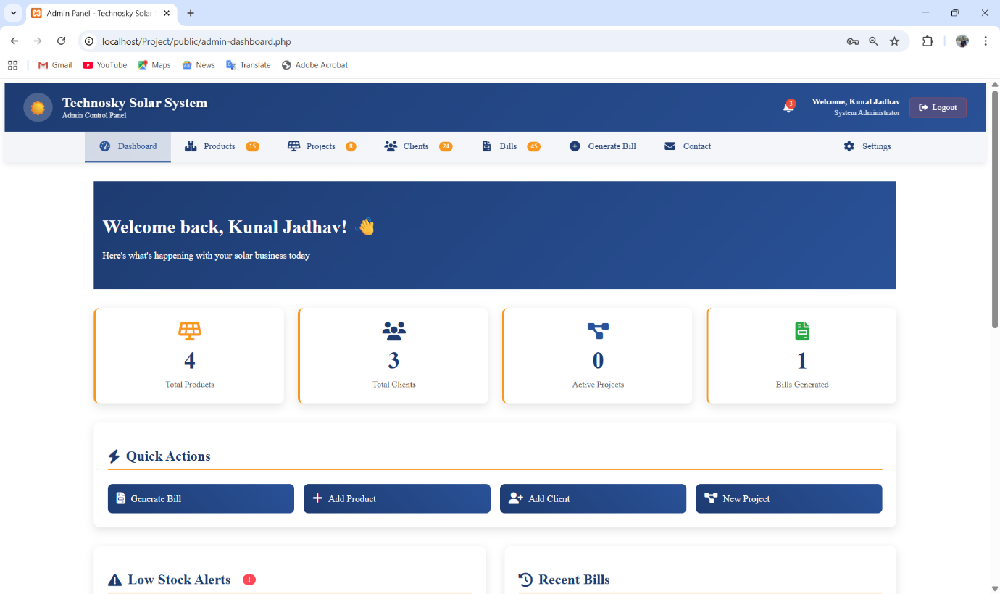 Admin Panel - Technosky Solar
localhost/Project/public/admin-dashboard.php
Gmail YouTube Maps News Translate Adobe Acrobat
Technosky Solar System
Admin Control Panel
3
Welcome, Kunal Jadhav
System Administrator
Logout
Dashboard Products 15 Projects 8 Clients 24 Bills 45 Generate Bill Contact Settings
Welcome back, Kunal Jadhav!
Here's what's happening with your solar business today
4
Total Products
3
Total Clients
0
Active Projects
1
Bills Generated
Quick Actions
Generate Bill Add Product Add Client New Project
Low Stock Alerts 1
Recent Bills